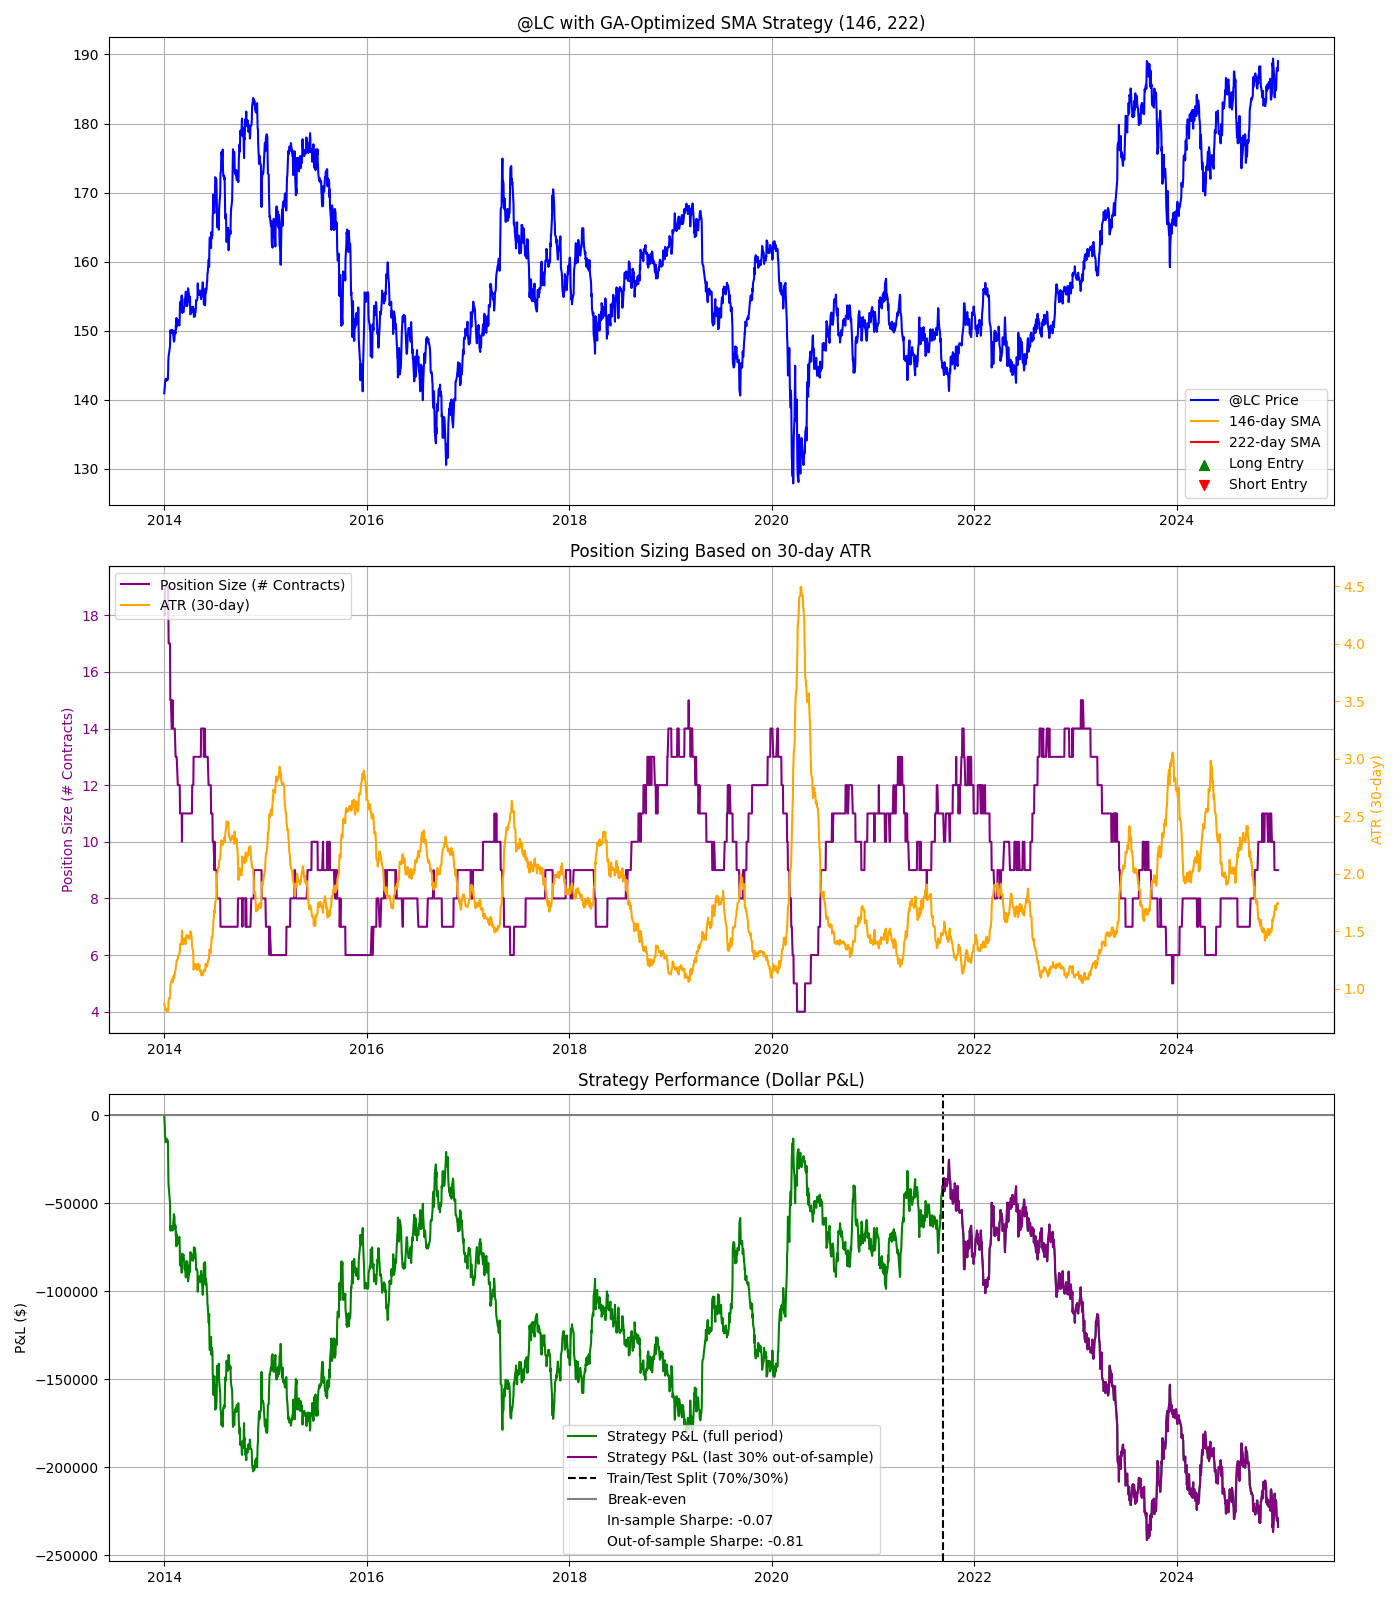 @LC with GA-Optimized SMA Strategy (146, 222)
190
180
170
160
150
140
130
@LC Price
146-day SMA
222-day SMA
Long Entry
Short Entry
2014 2016 2018 2020 2022 2024
Position Sizing Based on 30-day ATR
Position Size (# Contracts)
ATR (30-day)
Position Size (# Contracts)
18
16
14
12
10
8
6
4
4.5
4.0
3.5
3.0
2.5
2.0
1.5
1.0
ATR (30-day)
2014 2016 2018 2020 2022 2024
Strategy Performance (Dollar P&L)
P&L ($)
0
−50000
−100000
−150000
−200000
−250000
Strategy P&L (full period)
Strategy P&L (last 30% out-of-sample)
Train/Test Split (70%/30%)
Break-even
In-sample Sharpe: -0.07
Out-of-sample Sharpe: -0.81
2014 2016 2018 2020 2022 2024